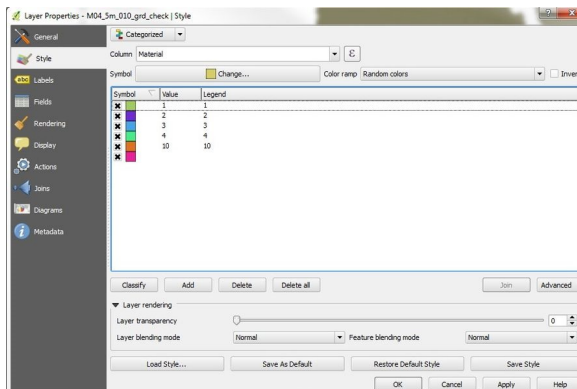 Layer Properties - M04_5m_010_grd_check | Style
General
Style
Labels
Fields
Rendering
Display
Actions
Joins
Diagrams
Metadata
Categorized
Column Material ε
Symbol Change... Color ramp Random colors Inver
Symbol Value Legend
1 1
2 2
3 3
4 4
10 10
Classify Add Delete Delete all Join Advanced
Layer rendering
Layer transparency 0
Layer blending mode Normal Feature blending mode Normal
Load Style... Save As Default Restore Default Style Save Style
OK Cancel Apply Help